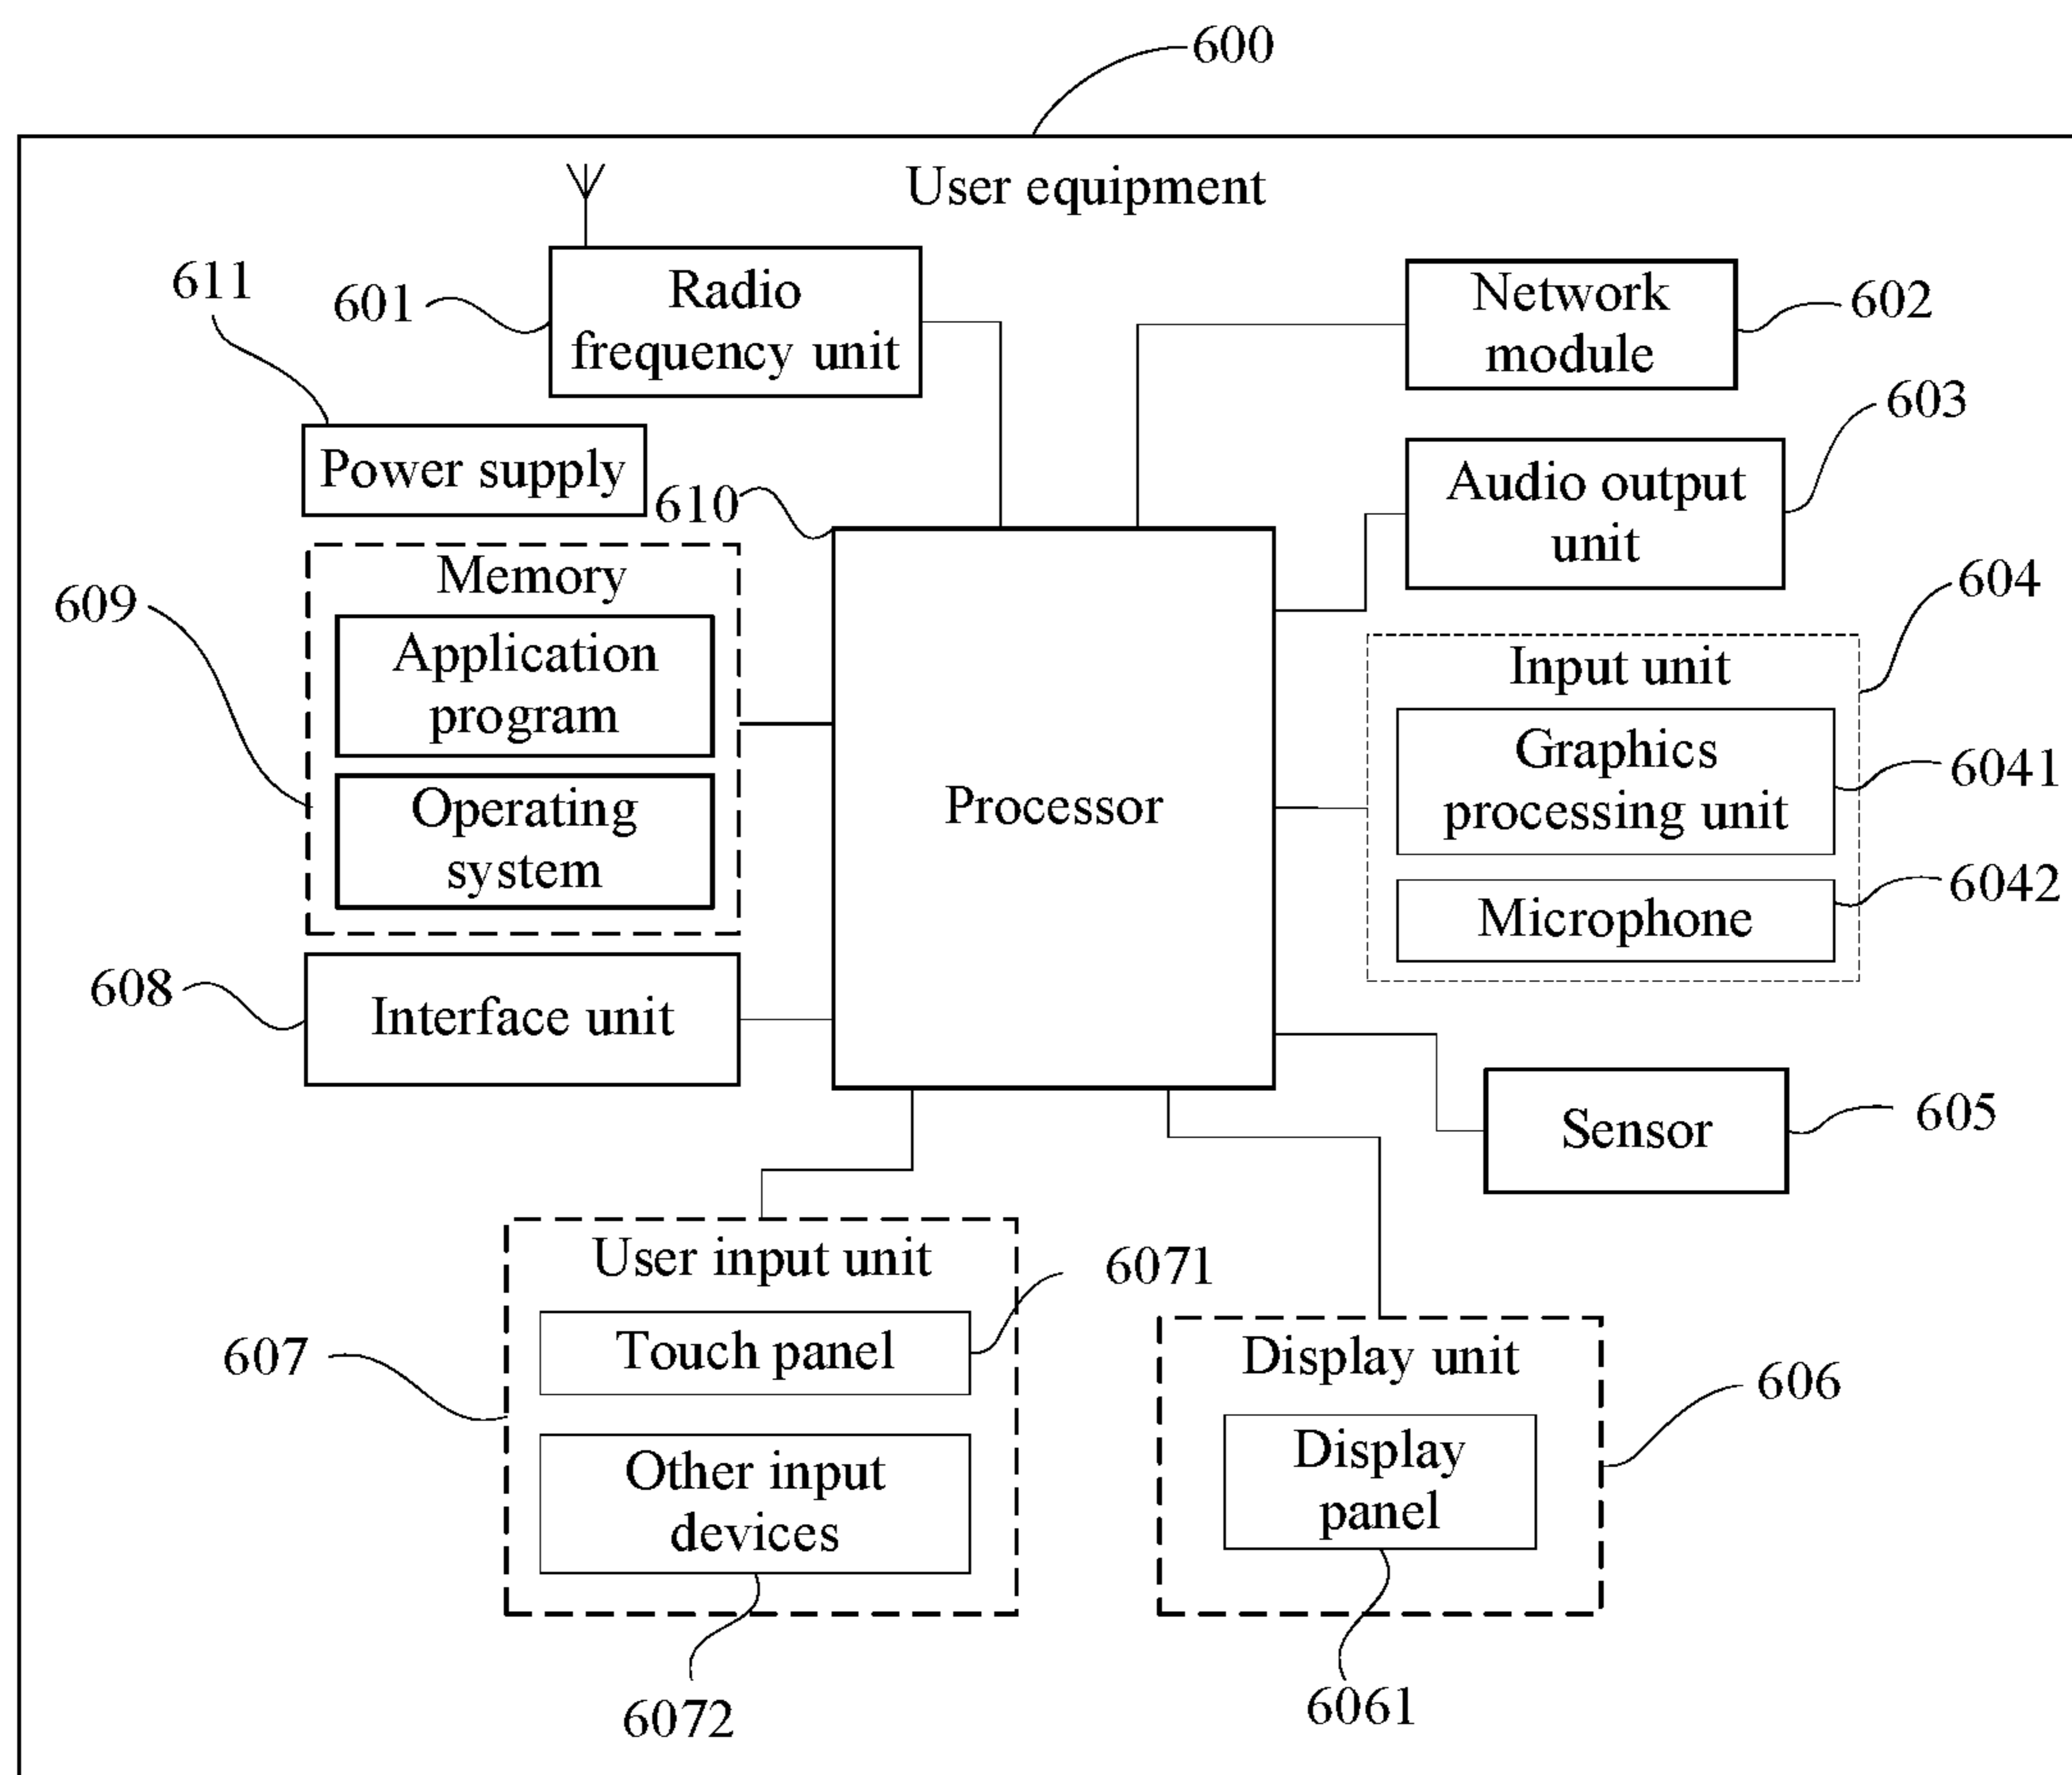 600
User equipment
611
601
Radio
frequency unit
Network
module
602
Power supply
610
603
Audio output
unit
609
Memory
Application
program
Operating
system
Processor
604
Input unit
Graphics
processing unit
6041
Microphone
6042
608
Interface unit
Sensor
605
User input unit
6071
607
Touch panel
Other input
devices
6072
Display unit
606
Display
panel
6061